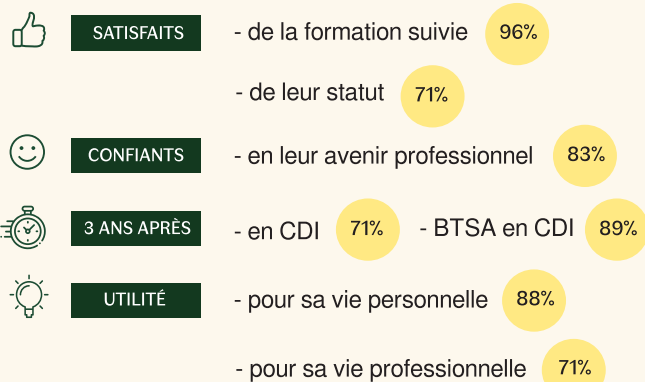 SATISFAITS - de la formation suivie 96%
- de leur statut 71%
CONFIANTS - en leur avenir professionnel 83%
3 ANS APRÈS - en CDI 71% - BTSA en CDI 89%
UTILITÉ - pour sa vie personnelle 88%
- pour sa vie professionnelle 71%